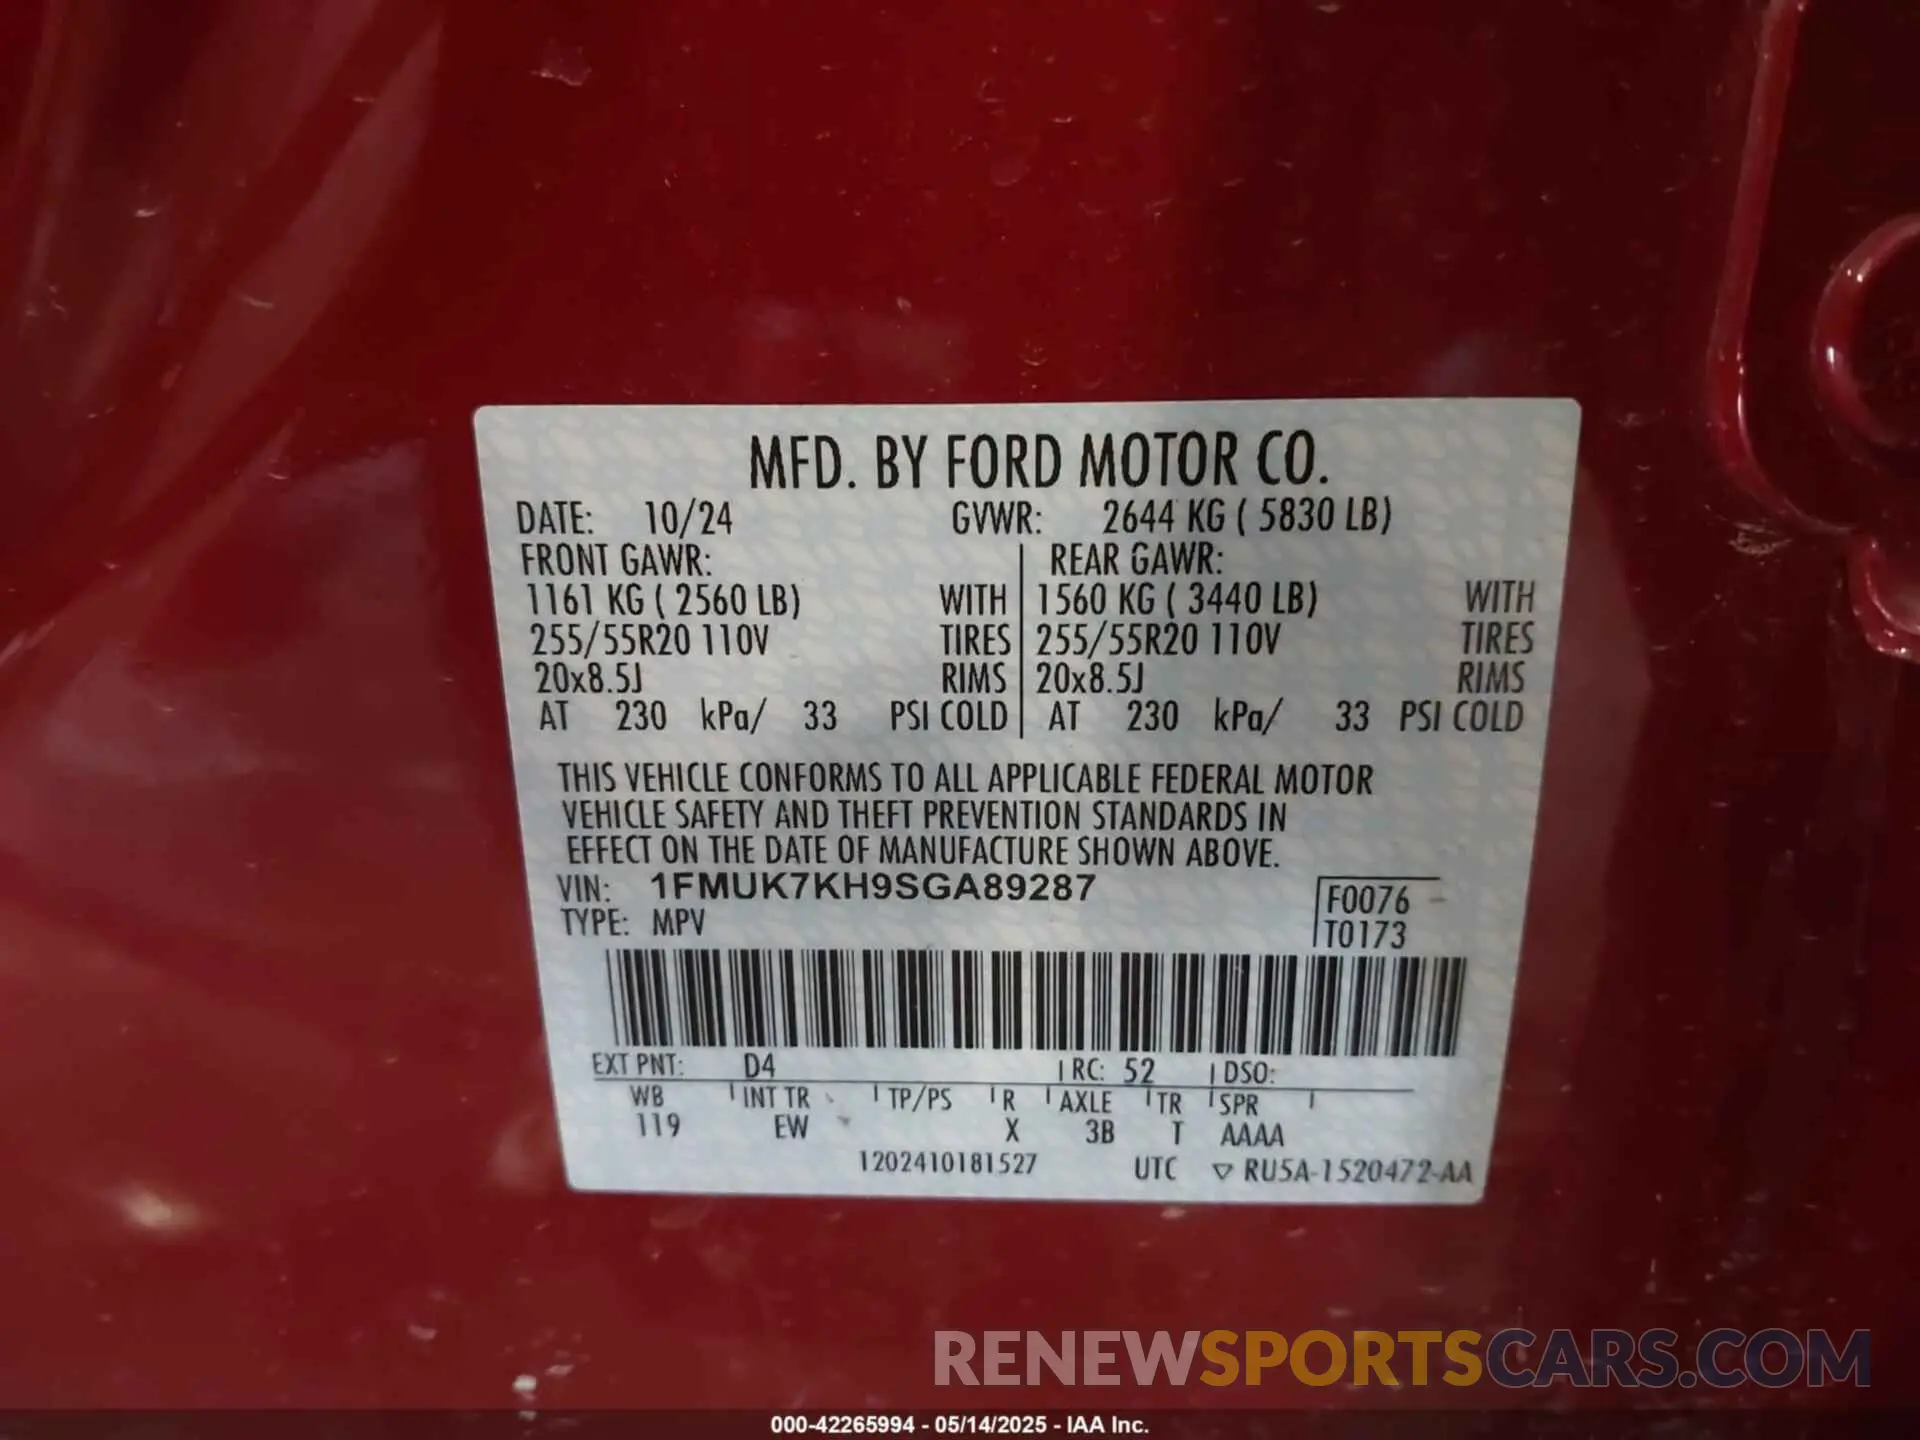 MFD. BY FORD MOTOR CO.
DATE: 10/24 GVWR: 2644 KG ( 5830 LB)
FRONT GAWR: REAR GAWR:
1161 KG ( 2560 LB) WITH 1560 KG ( 3440 LB) WITH
255/55R20 110V TIRES 255/55R20 110V TIRES
20x8.5J RIMS 20x8.5J RIMS
AT 230 kPa/ 33 PSI COLD AT 230 kPa/ 33 PSI COLD
THIS VEHICLE CONFORMS TO ALL APPLICABLE FEDERAL MOTOR
VEHICLE SAFETY AND THEFT PREVENTION STANDARDS IN
EFFECT ON THE DATE OF MANUFACTURE SHOWN ABOVE.
VIN: 1FMUK7KH9SGA89287 F0076
TYPE: MPV T0173
EXT PNT: D4 RC: 52 DSO:
WB INT TR TP/PS R AXLE TR SPR
119 EW X 3B T AAAA
1202410181527 UTC ▽ RU5A-1520472-AA
RENEWSPORTSCARS.COM
000-42265994 - 05/14/2025 - IAA Inc.